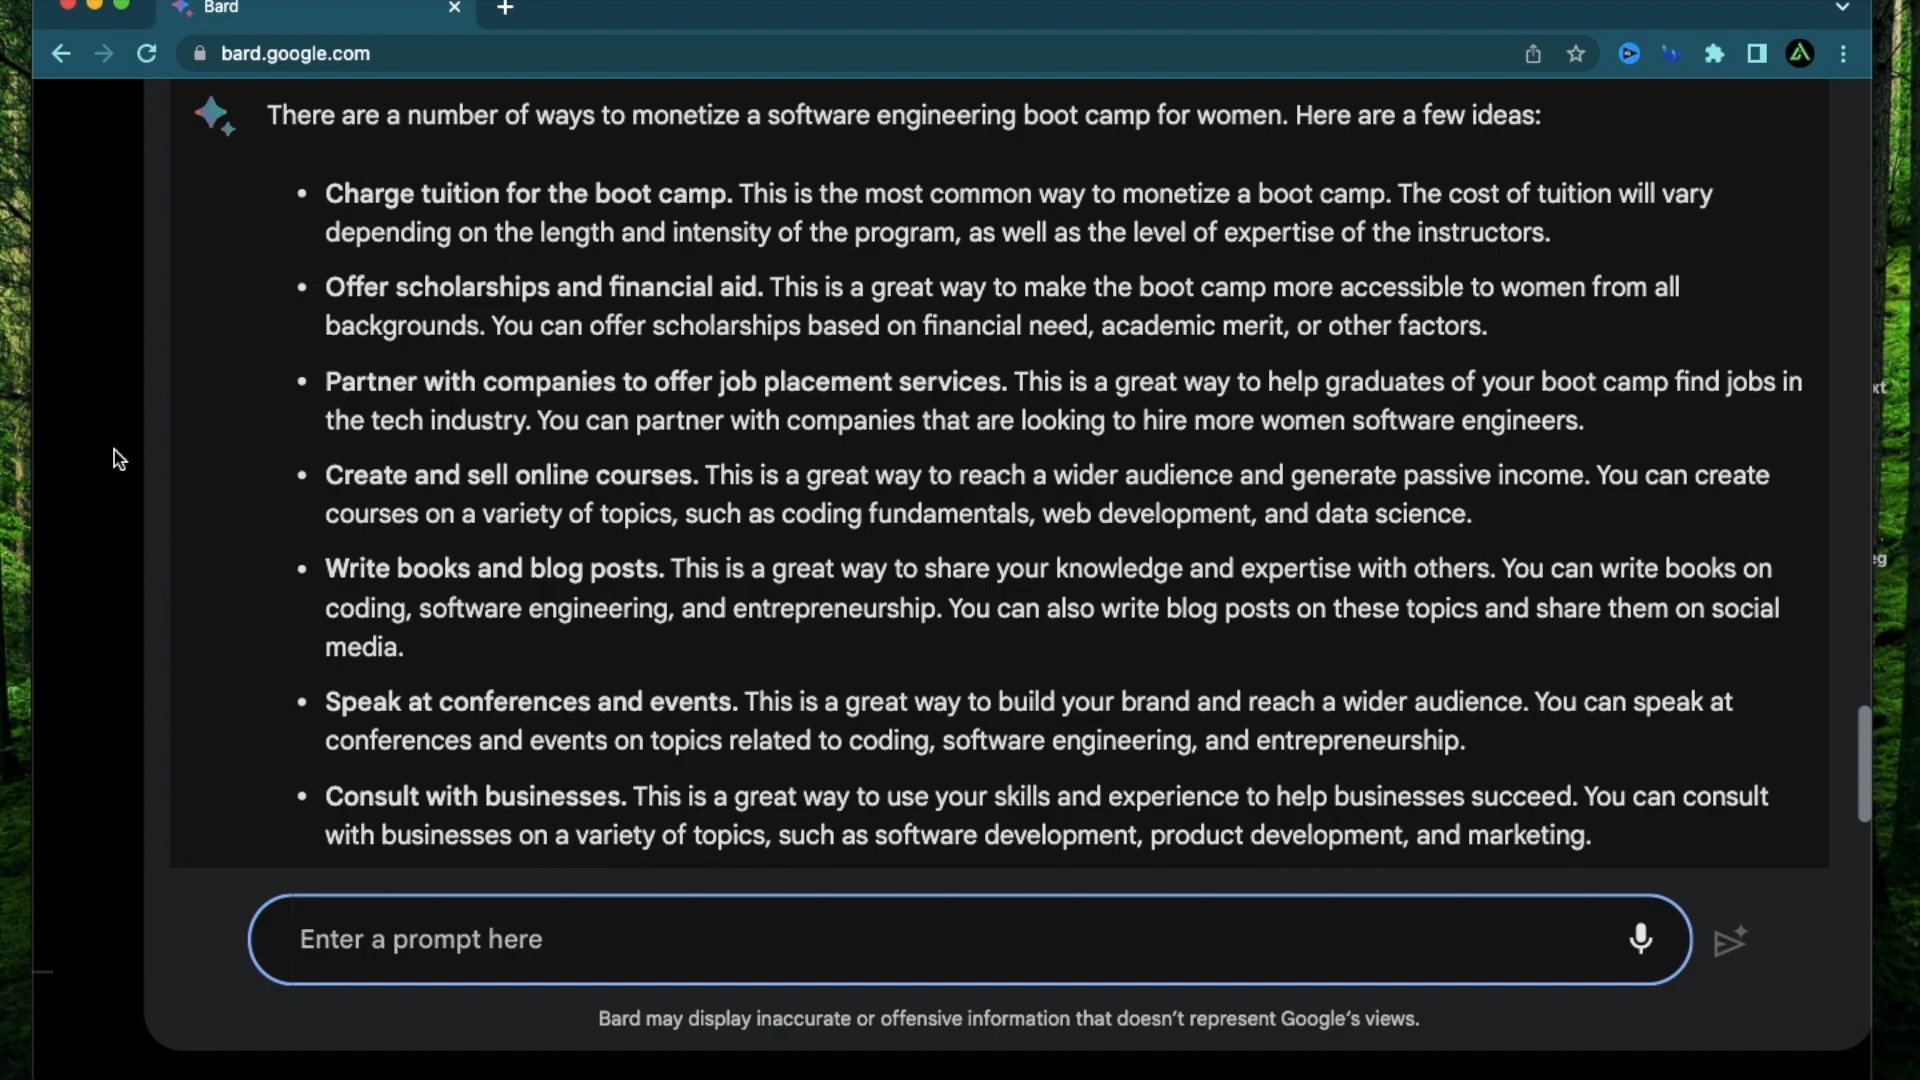 Bard
bard.google.com
There are a number of ways to monetize a software engineering boot camp for women. Here are a few ideas:
• Charge tuition for the boot camp. This is the most common way to monetize a boot camp. The cost of tuition will vary
depending on the length and intensity of the program, as well as the level of expertise of the instructors.
• Offer scholarships and financial aid. This is a great way to make the boot camp more accessible to women from all
backgrounds. You can offer scholarships based on financial need, academic merit, or other factors.
• Partner with companies to offer job placement services. This is a great way to help graduates of your boot camp find jobs in
the tech industry. You can partner with companies that are looking to hire more women software engineers.
• Create and sell online courses. This is a great way to reach a wider audience and generate passive income. You can create
courses on a variety of topics, such as coding fundamentals, web development, and data science.
• Write books and blog posts. This is a great way to share your knowledge and expertise with others. You can write books on
coding, software engineering, and entrepreneurship. You can also write blog posts on these topics and share them on social
media.
• Speak at conferences and events. This is a great way to build your brand and reach a wider audience. You can speak at
conferences and events on topics related to coding, software engineering, and entrepreneurship.
• Consult with businesses. This is a great way to use your skills and experience to help businesses succeed. You can consult
with businesses on a variety of topics, such as software development, product development, and marketing.
Enter a prompt here
Bard may display inaccurate or offensive information that doesn't represent Google's views.